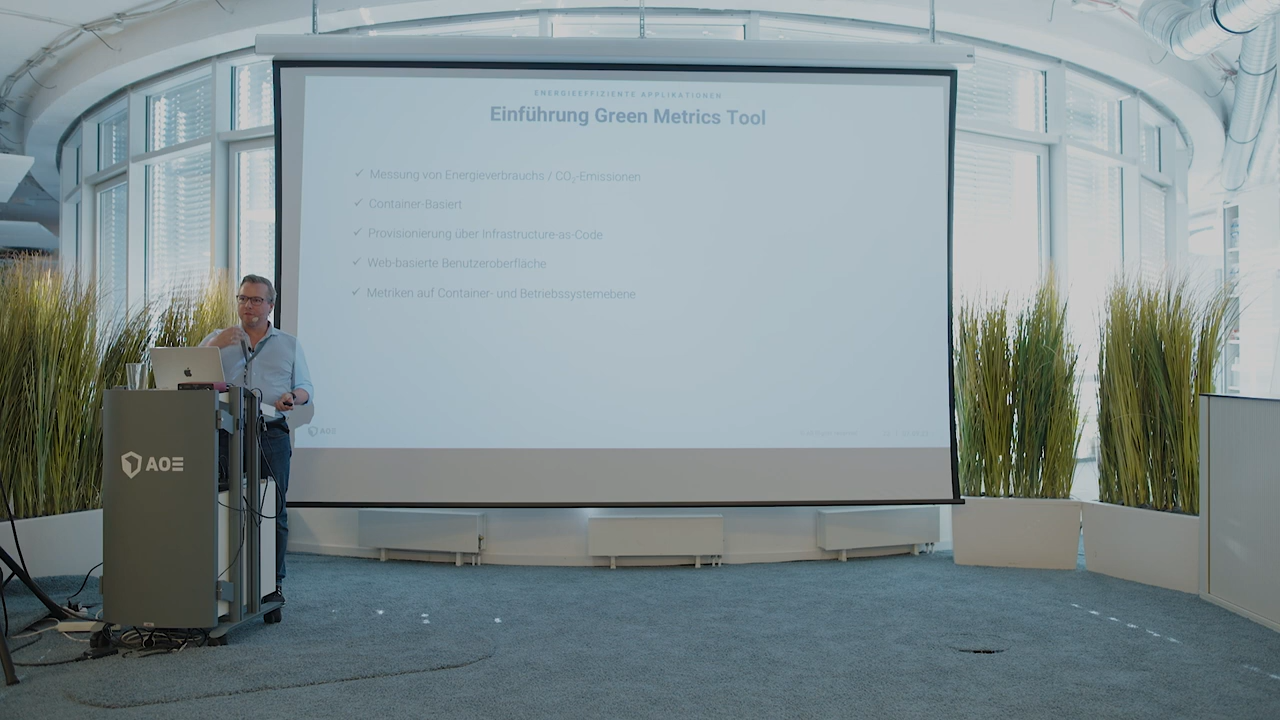 ENERGIEEFFIZIENTE APPLIKATIONEN
Einführung Green Metrics Tool
✓ Messung von Energieverbrauchs / CO₂-Emissionen
✓ Container-Basiert
✓ Provisionierung über Infrastructure-as-Code
✓ Web-basierte Benutzeroberfläche
✓ Metriken auf Container- und Betriebssystemebene
AOE
AOE